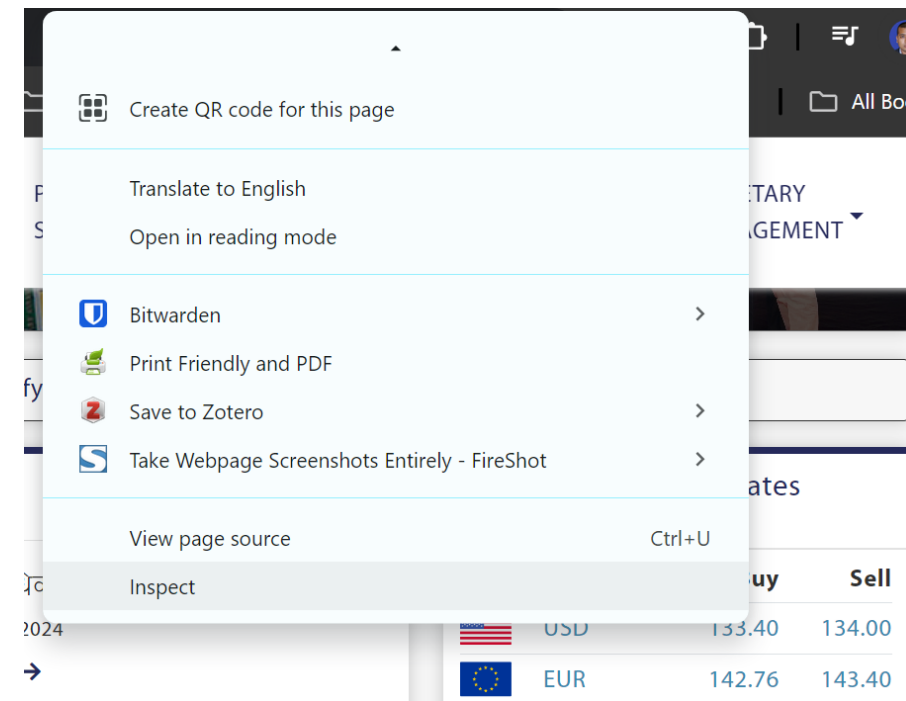 All Bo
Create QR code for this page
Translate to English
Open in reading mode
ETARY
AGEMENT
Bitwarden
Print Friendly and PDF
fy
Save to Zotero
Take Webpage Screenshots Entirely - FireShot
ates
View page source Ctrl+U
Inspect
uy Sell
2024
USD 133.40 134.00
EUR 142.76 143.40